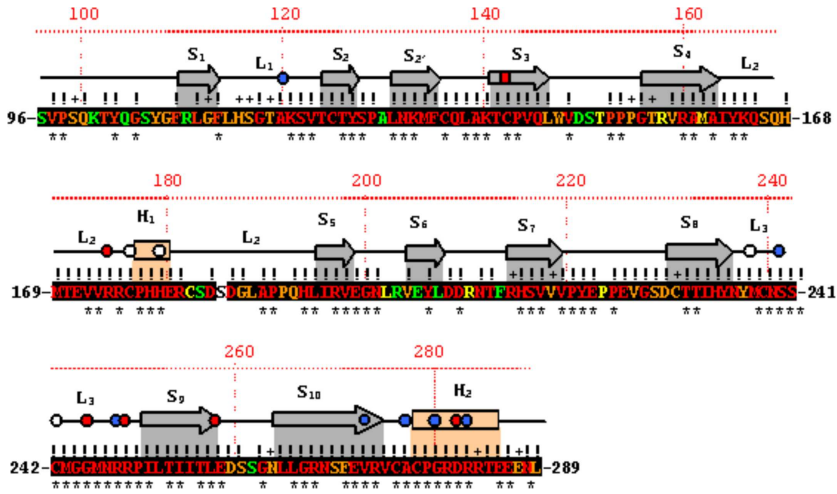 100 120 140 160
S₁ L₁ S₂ S₂′ S₃ S₄ L₂
96-SVPSQKTYQGSYGFRLGFLHSGTAKSVTCTYSPALNKMFCQLAKTCPVQLWVDSTPPPGTRVRAMAIYKQSQH-168
180 200 220 240
L₂ H₁ L₂ S₅ S₆ S₇ S₈ L₃
169-MTEVVRRCPHHERCSDSDGLAPPQHLIRVEGNLRVEYLDDRNTFRHSVVVPYEPPEVGSDCTTIHYNYMCNSS-241
260 280
L₃ S₉ S₁₀ H₂
242-CMGGMNRRPILTIITLEDSSGNLLGRNSFEVRVCACPGRDRRTEEENL-289